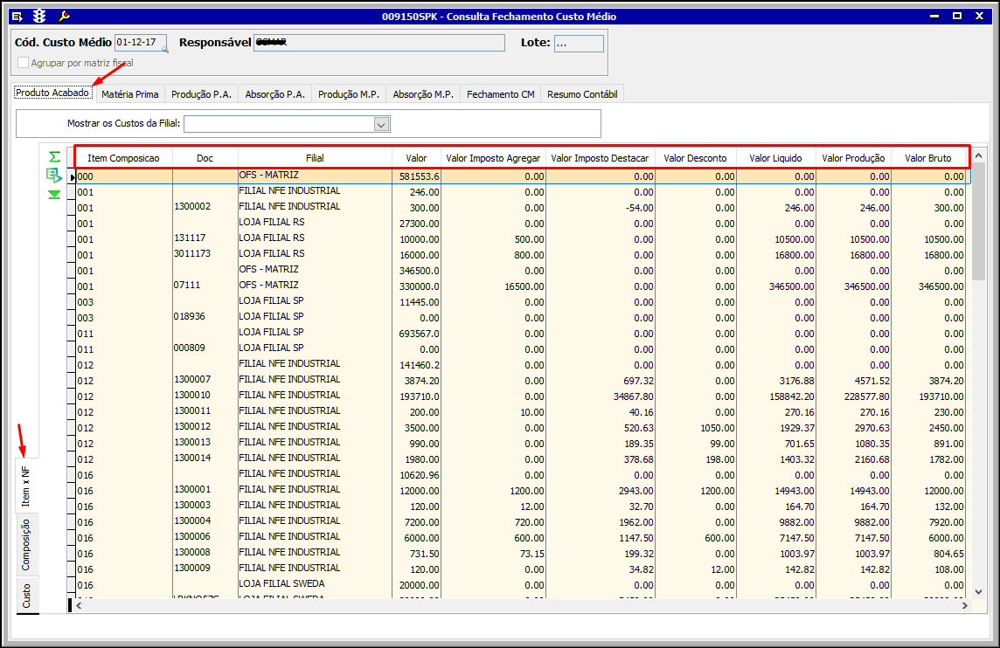 009150SPK - Consulta Fechamento Custo Médio
Cód. Custo Médio 01-12-17 Responsável Lote: ...
Agrupar por matriz fiscal
Produto Acabado Matéria Prima Produção P.A. Absorção P.A. Produção M.P. Absorção M.P. Fechamento CM Resumo Contábil
Mostrar os Custos da Filial:
Item Composicao Doc Filial Valor Valor Imposto Agregar Valor Imposto Destacar Valor Desconto Valor Liquido Valor Produção Valor Bruto
000 OFS - MATRIZ 581553.6 0.00 0.00 0.00 0.00 0.00 0.00
001 FILIAL NFE INDUSTRIAL 246.00 0.00 0.00 0.00 0.00 0.00 0.00
001 1300002 FILIAL NFE INDUSTRIAL 300.00 0.00 -54.00 0.00 246.00 246.00 300.00
001 LOJA FILIAL RS 27300.00 0.00 0.00 0.00 0.00 0.00 0.00
001 131117 LOJA FILIAL RS 10000.00 500.00 0.00 0.00 10500.00 10500.00 10500.00
001 3011173 LOJA FILIAL RS 16000.00 800.00 0.00 0.00 16800.00 16800.00 16800.00
001 OFS - MATRIZ 346500.0 0.00 0.00 0.00 0.00 0.00 0.00
001 07111 OFS - MATRIZ 330000.0 16500.00 0.00 0.00 346500.00 346500.00 346500.00
003 LOJA FILIAL SP 11445.00 0.00 0.00 0.00 0.00 0.00 0.00
003 018936 LOJA FILIAL SP 0.00 0.00 0.00 0.00 0.00 0.00 0.00
011 LOJA FILIAL SP 693567.0 0.00 0.00 0.00 0.00 0.00 0.00
011 000809 LOJA FILIAL SP 0.00 0.00 0.00 0.00 0.00 0.00 0.00
012 FILIAL NFE INDUSTRIAL 141460.2 0.00 0.00 0.00 0.00 0.00 0.00
012 1300007 FILIAL NFE INDUSTRIAL 3874.20 0.00 697.32 0.00 3176.88 4571.52 3874.20
012 1300010 FILIAL NFE INDUSTRIAL 193710.0 0.00 34867.80 0.00 158842.20 228577.80 193710.00
012 1300011 FILIAL NFE INDUSTRIAL 200.00 10.00 40.16 0.00 270.16 270.16 230.00
012 1300012 FILIAL NFE INDUSTRIAL 3500.00 0.00 520.63 1050.00 1929.37 2970.63 2450.00
012 1300013 FILIAL NFE INDUSTRIAL 990.00 0.00 189.35 99.00 701.65 1080.35 891.00
012 1300014 FILIAL NFE INDUSTRIAL 1980.00 0.00 378.68 198.00 1403.32 2160.68 1782.00
016 FILIAL NFE INDUSTRIAL 10620.96 0.00 0.00 0.00 0.00 0.00 0.00
016 1300001 FILIAL NFE INDUSTRIAL 12000.00 1200.00 2943.00 1200.00 14943.00 14943.00 12000.00
016 1300003 FILIAL NFE INDUSTRIAL 120.00 12.00 32.70 0.00 164.70 164.70 132.00
016 1300004 FILIAL NFE INDUSTRIAL 7200.00 720.00 1962.00 0.00 9882.00 9882.00 7920.00
016 1300006 FILIAL NFE INDUSTRIAL 6000.00 600.00 1147.50 600.00 7147.50 7147.50 6000.00
016 1300008 FILIAL NFE INDUSTRIAL 731.50 73.15 199.32 0.00 1003.97 1003.97 804.65
016 1300009 FILIAL NFE INDUSTRIAL 120.00 0.00 34.82 12.00 142.82 142.82 108.00
016 LOJA FILIAL SWEDA 20000.00 0.00 0.00 0.00 0.00 0.00 0.00
Item x NF
Composição
Custo